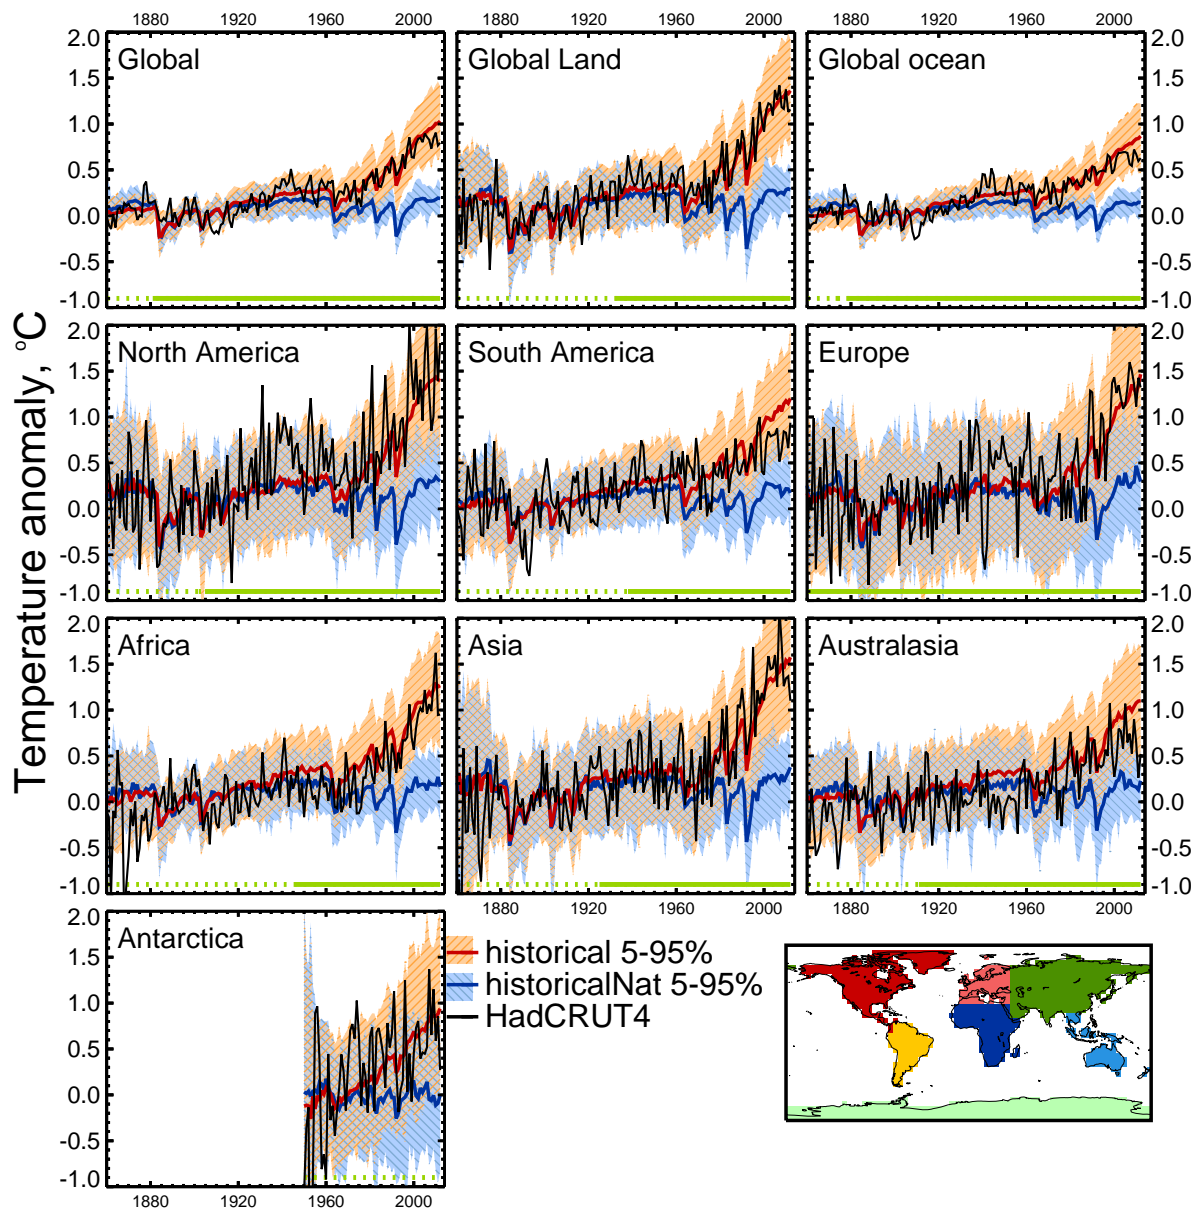 1880 1920 1960 2000 1880 1920 1960 2000 1880 1920 1960 2000
Temperature anomaly, °C
2.0 Global Global Land Global ocean 2.0
1.5 1.5
1.0 1.0
0.5 0.5
0.0 0.0
-0.5 -0.5
-1.0 -1.0
2.0 North America South America Europe 2.0
1.5 1.5
1.0 1.0
0.5 0.5
0.0 0.0
-0.5 -0.5
-1.0 -1.0
2.0 Africa Asia Australasia 2.0
1.5 1.5
1.0 1.0
0.5 0.5
0.0 0.0
-0.5 -0.5
-1.0 -1.0
1880 1920 1960 2000 1880 1920 1960 2000
2.0 Antarctica
1.5
1.0
0.5
0.0
-0.5
-1.0
1880 1920 1960 2000
historical 5-95%
historicalNat 5-95%
HadCRUT4